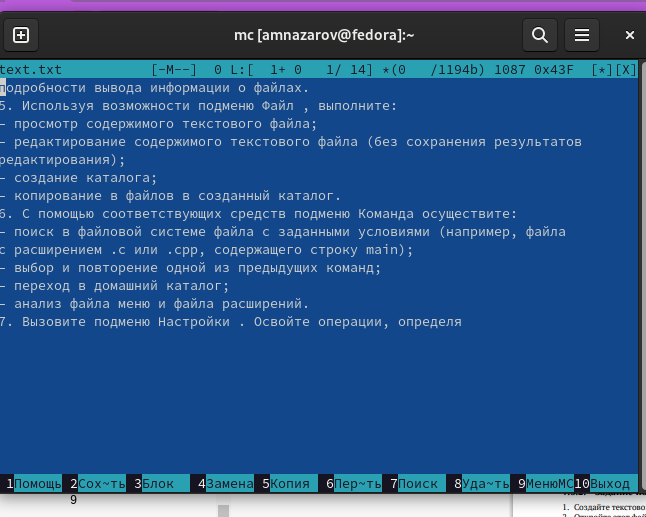 mc [amnazarov@fedora]:~
text.txt [-M--] 0 L:[ 1+ 0 1/ 14] *(0 /1194b) 1087 0x43F [*][X]
подробности вывода информации о файлах.
5. Используя возможности подменю Файл , выполните:
– просмотр содержимого текстового файла;
– редактирование содержимого текстового файла (без сохранения результатов
редактирования);
– создание каталога;
– копирование в файлов в созданный каталог.
6. С помощью соответствующих средств подменю Команда осуществите:
– поиск в файловой системе файла с заданными условиями (например, файла
с расширением .c или .cpp, содержащего строку main);
– выбор и повторение одной из предыдущих команд;
– переход в домашний каталог;
– анализ файла меню и файла расширений.
7. Вызовите подменю Настройки . Освойте операции, определя
1Помощь 2Сох~ть 3Блок 4Замена 5Копия 6Пер~ть 7Поиск 8Уда~ть 9МенюMC 10Выход
9
1. Создайте текстово